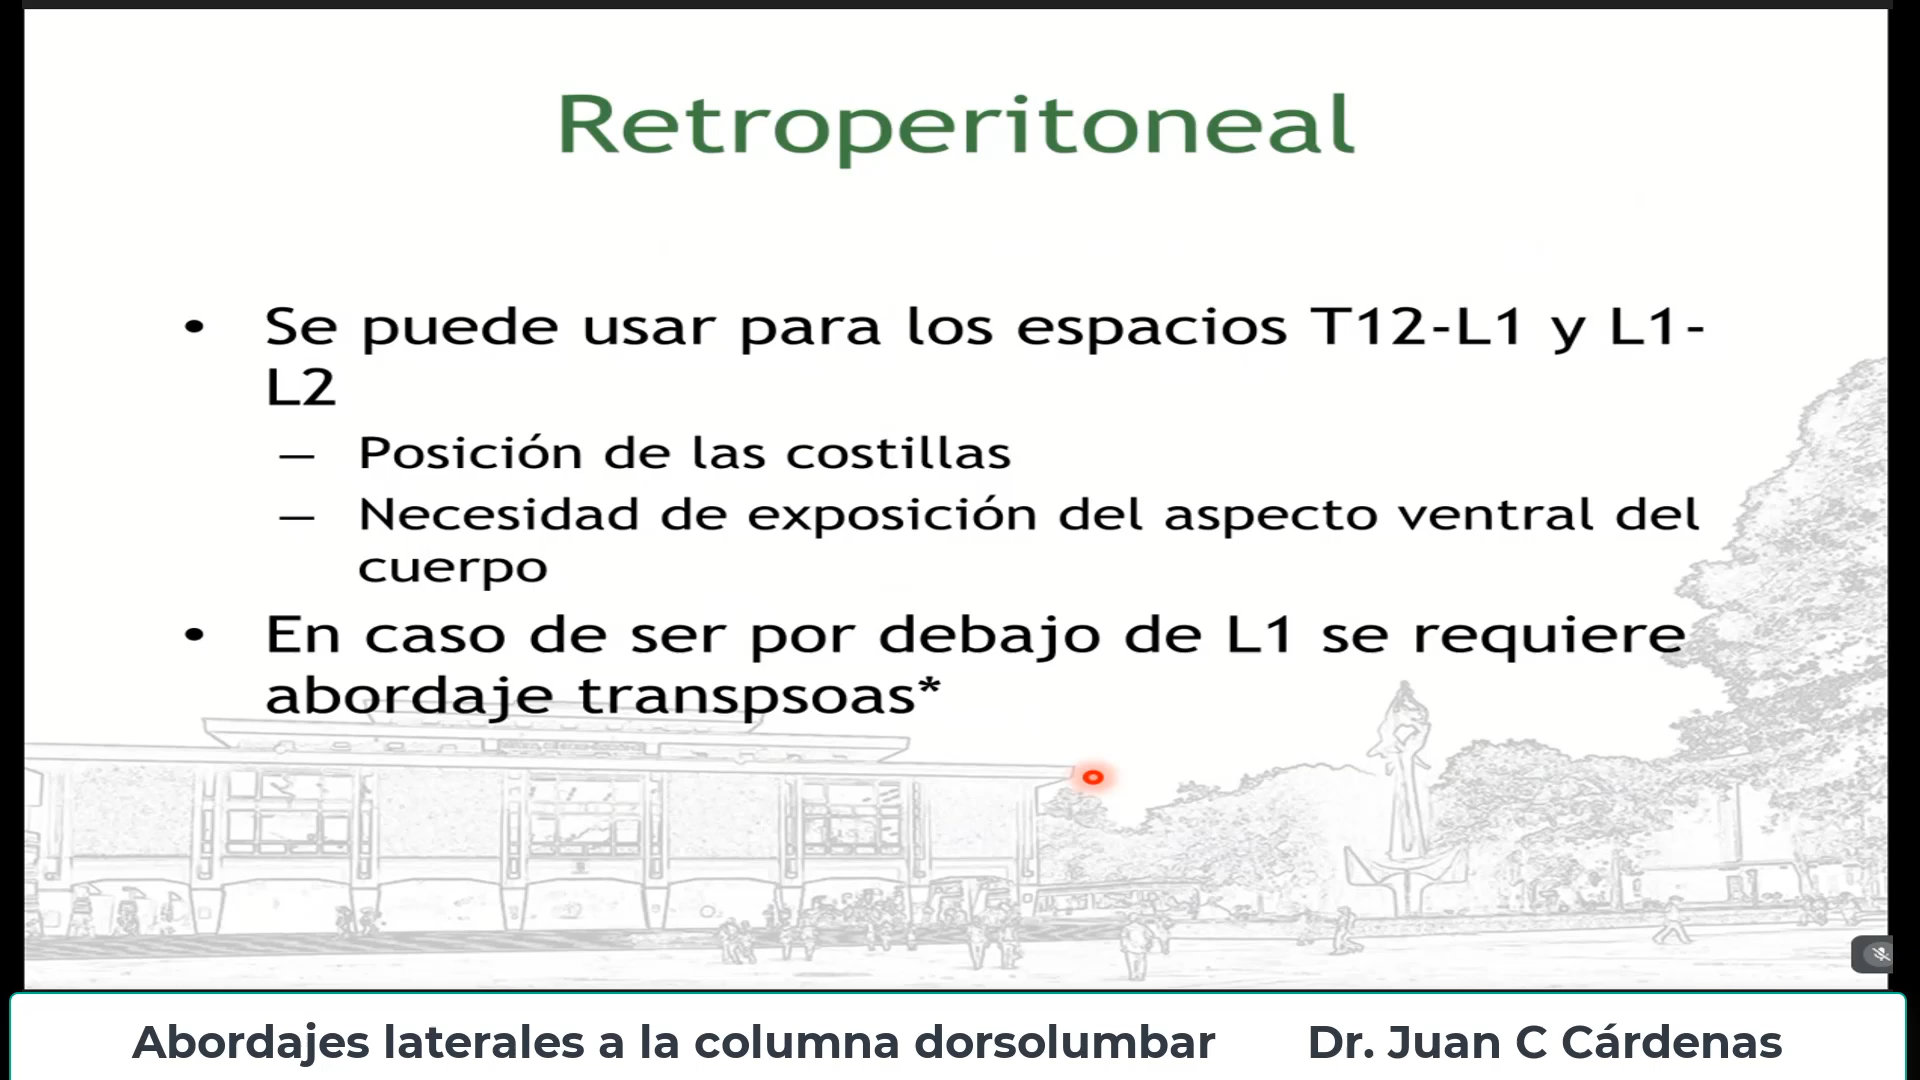 Retroperitoneal
• Se puede usar para los espacios T12-L1 y L1-
L2
– Posición de las costillas
– Necesidad de exposición del aspecto ventral del
cuerpo
• En caso de ser por debajo de L1 se requiere
abordaje transpsoas*
Abordajes laterales a la columna dorsolumbar Dr. Juan C Cárdenas